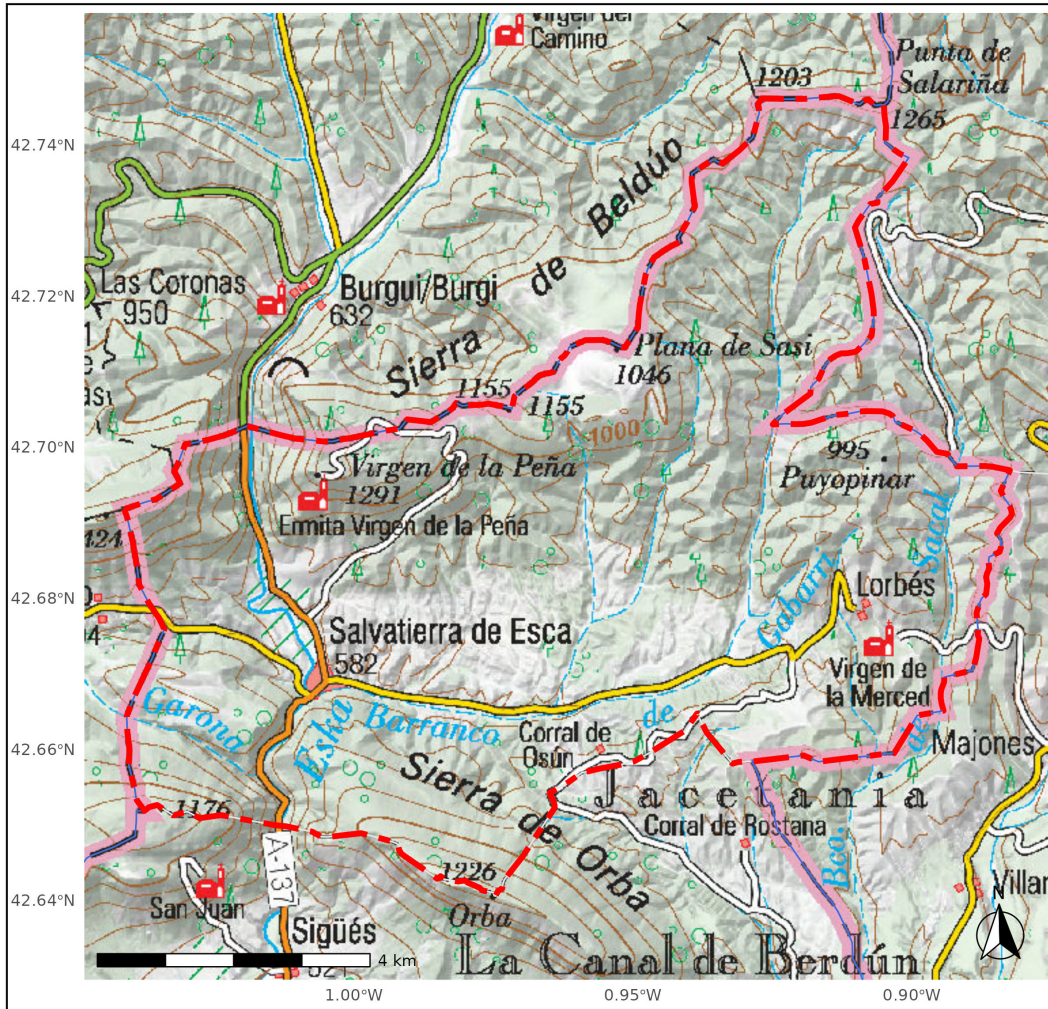 Virgen del
Camino
Punta de
Salariña
1203
1265
42.74°N
Beldúo
de
Sierra
Las Coronas
950
Burgui/Burgi
632
42.72°N
Plana de Sasi
1046
1155
1155
1000
42.70°N
995
Puyopinar
Virgen de la Peña
1291
Ermita Virgen de la Peña
Sacal
42.68°N
Gabarri
Lorbés
Salvatierra de Esca
582
Virgen de
la Merced
Garona
Eska
Barranco
de
de
42.66°N
Corral de
Osún
Majones
Sierra
de
Orba
Jacetania
1176
Corral de Rostana
Bco.
A-137
1226
Orba
42.64°N
San Juan
Villar
N
Sigüés
La Canal de Berdún
4 km
1.00°W
0.95°W
0.90°W